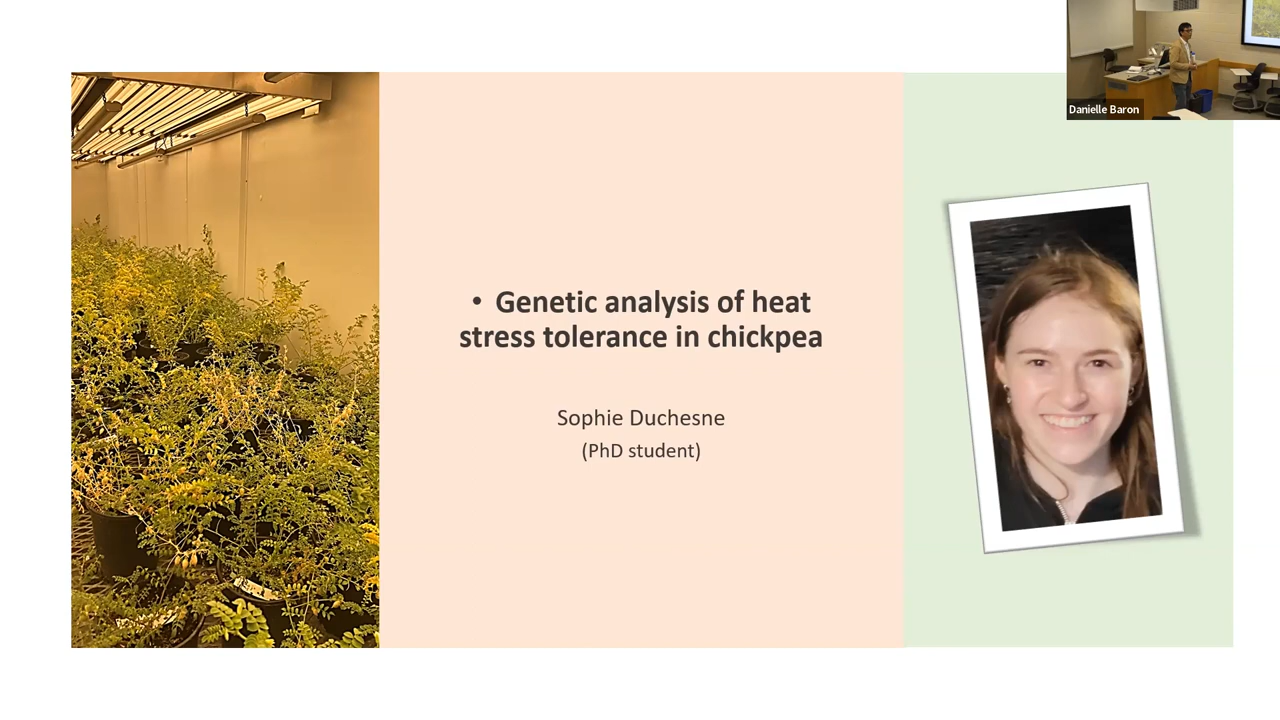 Danielle Baron
• Genetic analysis of heat
stress tolerance in chickpea
Sophie Duchesne
(PhD student)